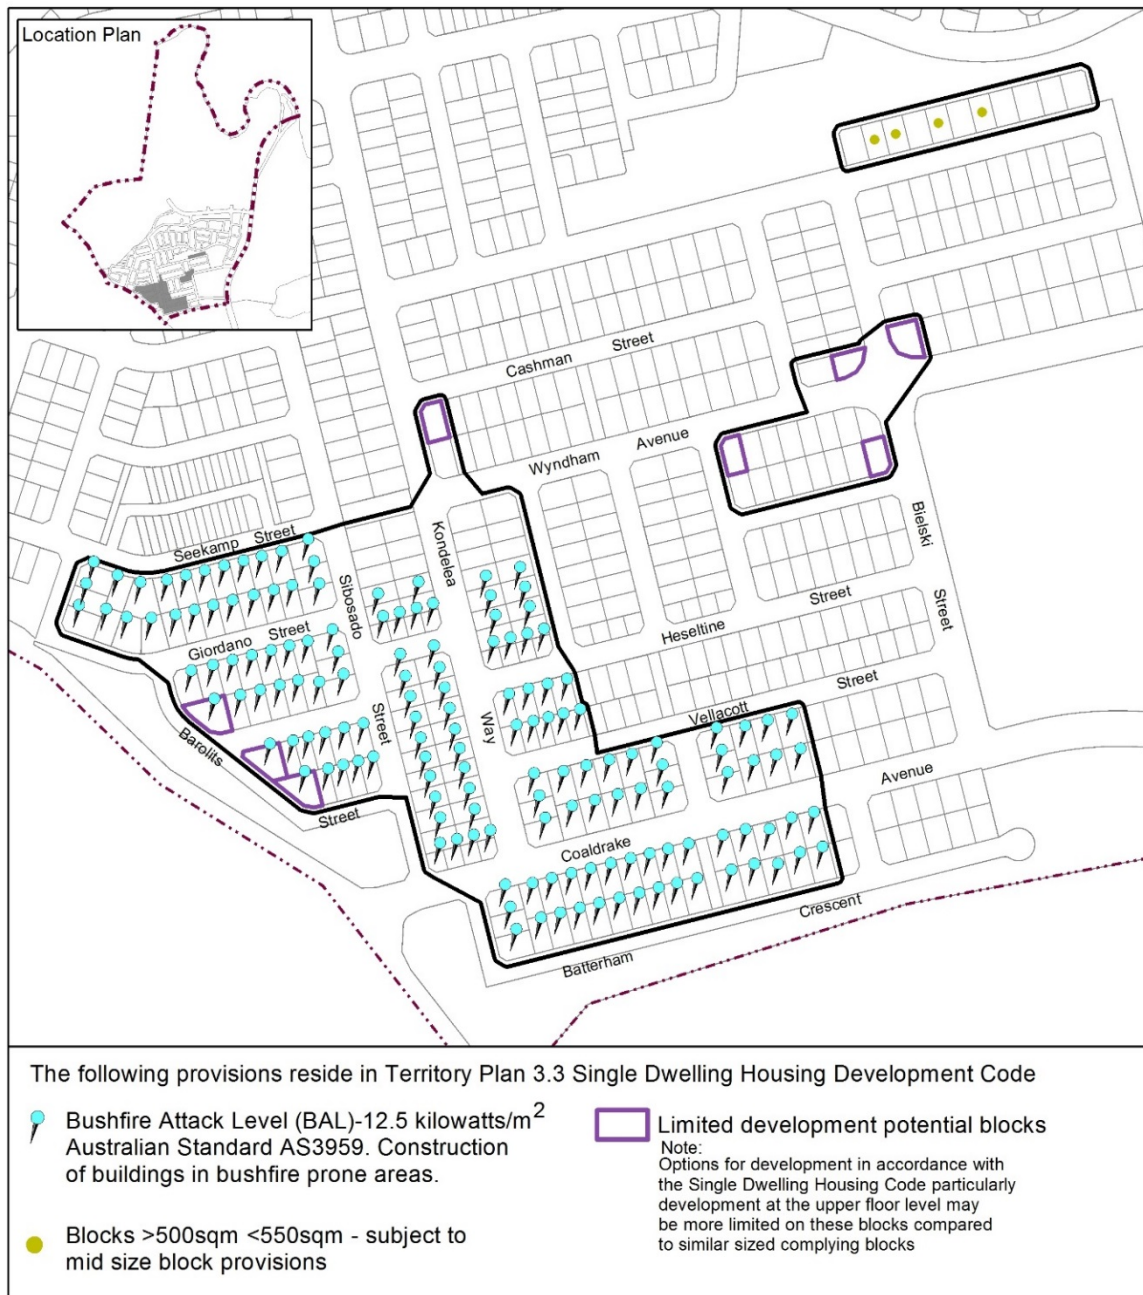 Location Plan
Cashman Street
Wyndham Avenue
Bielski Street
Seekamp Street
Kondelea Way
Sibosado Street
Giordano Street
Heseltine Street
Vellacott Street
Barolits Street
Avenue
Coaldrake
Batterham Crescent
The following provisions reside in Territory Plan 3.3 Single Dwelling Housing Development Code
Bushfire Attack Level (BAL)-12.5 kilowatts/m²
Australian Standard AS3959. Construction
of buildings in bushfire prone areas.
Blocks >500sqm <550sqm - subject to
mid size block provisions
Limited development potential blocks
Note:
Options for development in accordance with
the Single Dwelling Housing Code particularly
development at the upper floor level may
be more limited on these blocks compared
to similar sized complying blocks